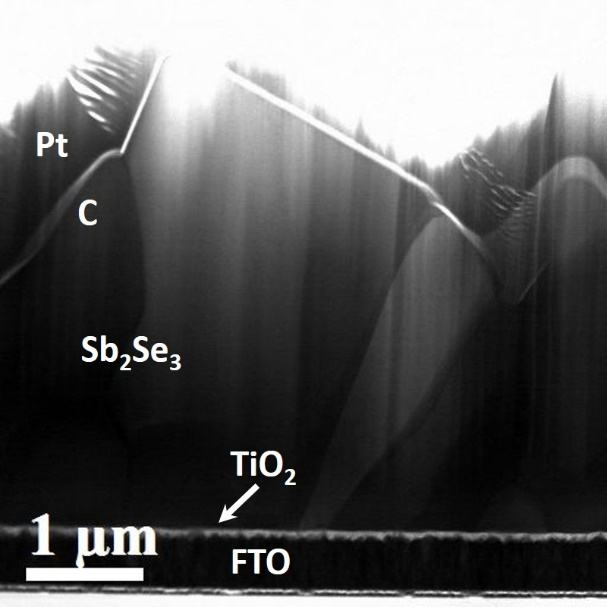 Pt
C
Sb₂Se₃
TiO₂
1 µm
FTO